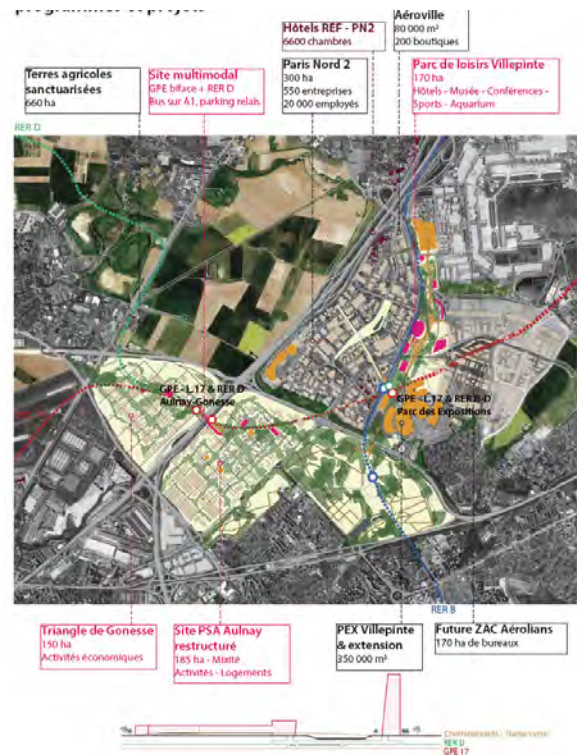 programmes et projets
Hôtels REF - PN2
6600 chambres
Aéroville
80 000 m²
200 boutiques
Terres agricoles
sanctuarisées
660 ha
Site multimodal
GPE biface + RER D
Bus sur A1, parking relais
Paris Nord 2
300 ha
550 entreprises
20 000 employés
Parc de loisirs Villepinte
170 ha
Hôtels - Musée - Conférences -
Sports - Aquarium
RER D
GPE - L.17 & RER D
Aulnay-Gonesse
GPE - L.17 & RER B-D
Parc des Expositions
RER B
Triangle de Gonesse
150 ha
Activités économiques
Site PSA Aulnay
restructuré
185 ha - Mixité
Activités - Logements
PEX Villepinte
& extension
350 000 m²
Future ZAC Aérolians
170 ha de bureaux
RER D
GPE 17